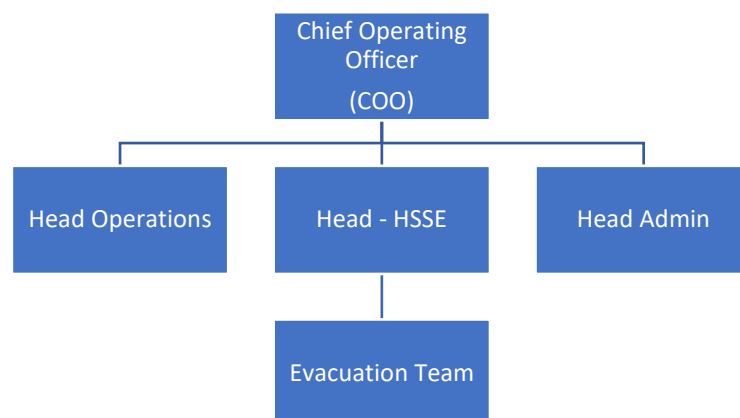 Chief Operating
Officer
(COO)
Head Operations
Head - HSSE
Head Admin
Evacuation Team